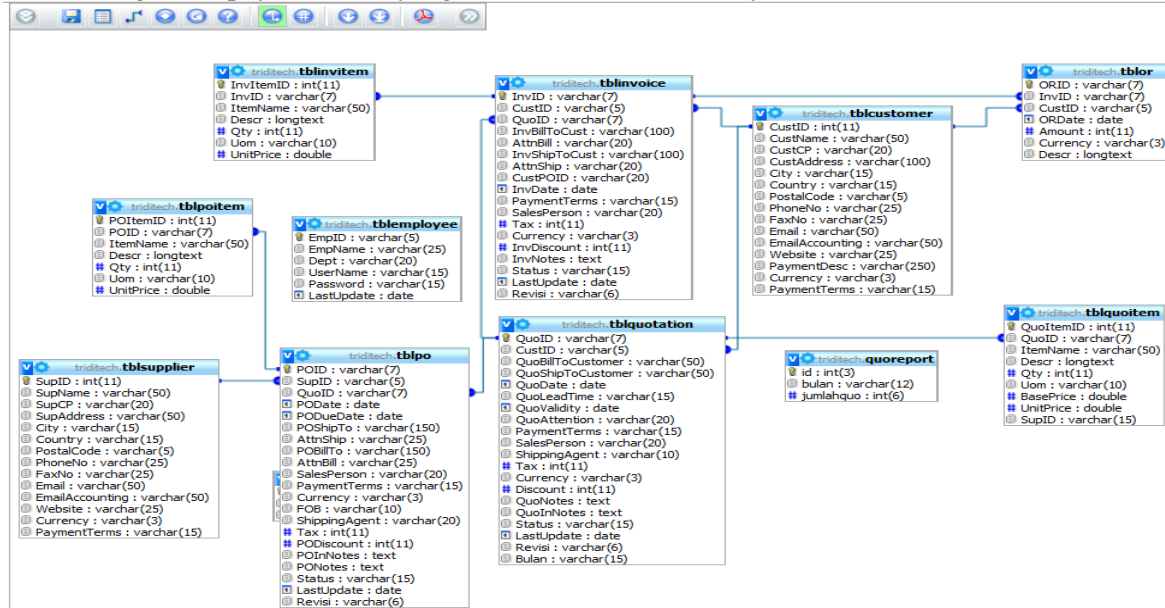 triditech.tblinvitem
InvItemID : int(11)
InvID : varchar(7)
ItemName : varchar(50)
Descr : longtext
# Qty : int(11)
Uom : varchar(10)
# UnitPrice : double
triditech.tblinvoice
InvID : varchar(7)
CustID : varchar(5)
QuoID : varchar(7)
InvBillToCust : varchar(100)
AttnBill : varchar(20)
InvShipToCust : varchar(100)
AttnShip : varchar(20)
CustPOID : varchar(20)
InvDate : date
PaymentTerms : varchar(15)
SalesPerson : varchar(20)
# Tax : int(11)
Currency : varchar(3)
# InvDiscount : int(11)
InvNotes : text
Status : varchar(15)
LastUpdate : date
Revisi : varchar(6)
triditech.tblcustomer
CustID : int(11)
CustName : varchar(50)
CustCP : varchar(20)
CustAddress : varchar(100)
City : varchar(15)
Country : varchar(15)
PostalCode : varchar(5)
PhoneNo : varchar(25)
FaxNo : varchar(25)
Email : varchar(50)
EmailAccounting : varchar(50)
Website : varchar(25)
PaymentDesc : varchar(250)
Currency : varchar(3)
PaymentTerms : varchar(15)
triditech.tblor
ORID : varchar(7)
InvID : varchar(7)
CustID : varchar(5)
ORDate : date
# Amount : int(11)
Currency : varchar(3)
Descr : longtext
triditech.tblpoitem
POItemID : int(11)
POID : varchar(7)
ItemName : varchar(50)
Descr : longtext
# Qty : int(11)
Uom : varchar(10)
# UnitPrice : double
triditech.tblemployee
EmpID : varchar(5)
EmpName : varchar(25)
Dept : varchar(20)
UserName : varchar(15)
Password : varchar(15)
LastUpdate : date
triditech.tblsupplier
SupID : int(11)
SupName : varchar(50)
SupCP : varchar(20)
SupAddress : varchar(50)
City : varchar(15)
Country : varchar(15)
PostalCode : varchar(5)
PhoneNo : varchar(25)
FaxNo : varchar(25)
Email : varchar(50)
EmailAccounting : varchar(50)
Website : varchar(25)
Currency : varchar(3)
PaymentTerms : varchar(15)
triditech.tblpo
POID : varchar(7)
SupID : varchar(5)
QuoID : varchar(7)
PODate : date
PODueDate : date
POShipTo : varchar(150)
AttnShip : varchar(25)
POBillTo : varchar(150)
AttnBill : varchar(25)
SalesPerson : varchar(20)
PaymentTerms : varchar(15)
Currency : varchar(3)
FOB : varchar(10)
ShippingAgent : varchar(20)
# Tax : int(11)
# PODiscount : int(11)
POInNotes : text
PONotes : text
Status : varchar(15)
LastUpdate : date
Revisi : varchar(6)
triditech.tblquotation
QuoID : varchar(7)
CustID : varchar(5)
QuoBillToCustomer : varchar(50)
QuoShipToCustomer : varchar(50)
QuoDate : date
QuoLeadTime : varchar(15)
QuoValidity : date
QuoAttention : varchar(20)
PaymentTerms : varchar(15)
SalesPerson : varchar(20)
ShippingAgent : varchar(10)
# Tax : int(11)
Currency : varchar(3)
# Discount : int(11)
QuoNotes : text
QuoInNotes : text
Status : varchar(15)
LastUpdate : date
Revisi : varchar(6)
Bulan : varchar(15)
triditech.quoreport
id : int(3)
bulan : varchar(12)
# jumlahquo : int(6)
triditech.tblquoitem
QuoItemID : int(11)
QuoID : varchar(7)
ItemName : varchar(50)
Descr : longtext
# Qty : int(11)
Uom : varchar(10)
# BasePrice : double
# UnitPrice : double
SupID : varchar(15)